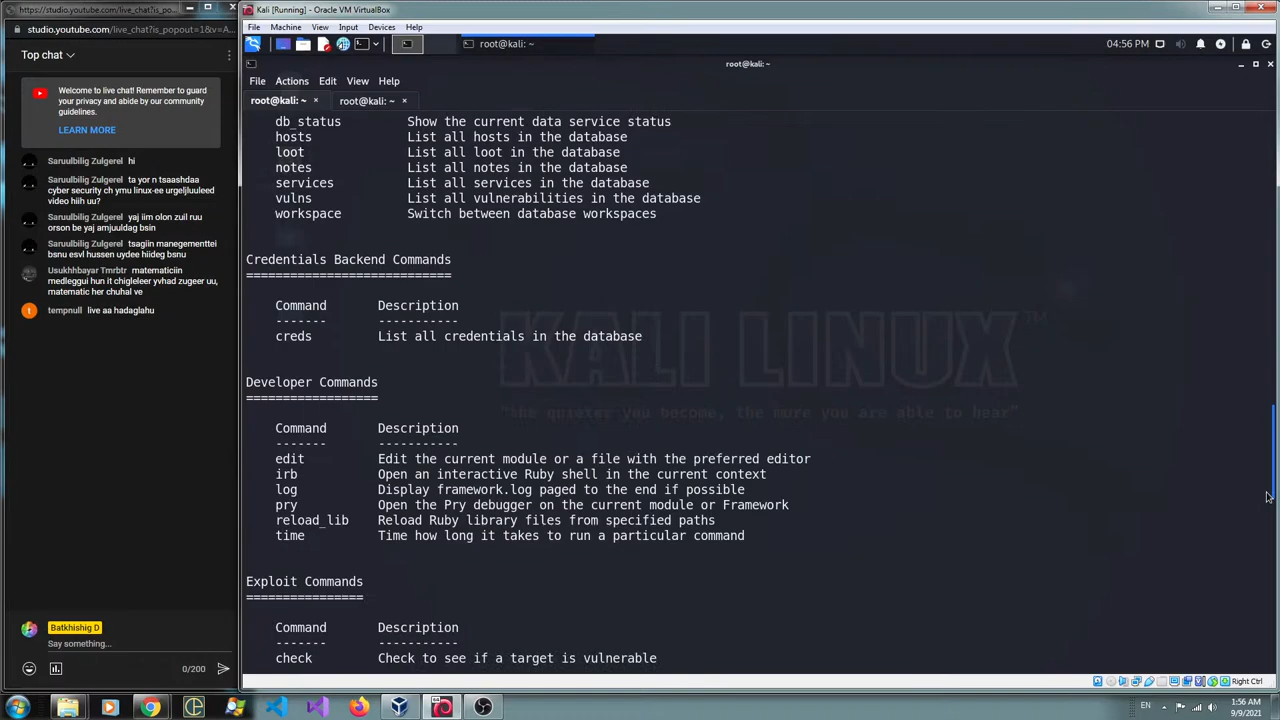 https://studio.youtube.com/live_chat?is_po...
studio.youtube.com/live_chat?is_popout=1&v=A...
Top chat
Welcome to live chat! Remember to guard
your privacy and abide by our community
guidelines.
LEARN MORE
Saruulbilig Zulgerel hi
Saruulbilig Zulgerel ta yor n tsaashdaa
cyber security ch ymu linux-ee urgeljluuleed
video hiih uu?
Saruulbilig Zulgerel yaj iim olon zuil ruu
orson be yaj amjuuldag bsin
Saruulbilig Zulgerel tsagiin manegementtei
bsnu esvl hussen uydee hiideg bsnu
Usukhhbayar Tmrbtr matematiciin
medleggui hun it chigleleer yvhad zugeer uu,
matematic her chuhal ve
t
tempnull live aa hadaglahu
Batkhishig D
Say something...
0/200
Kali [Running] - Oracle VM VirtualBox
File Machine View Input Devices Help
root@kali: ~
04:56 PM
root@kali:~
File Actions Edit View Help
root@kali: ~ × root@kali: ~ ×
db_status Show the current data service status
hosts List all hosts in the database
loot List all loot in the database
notes List all notes in the database
services List all services in the database
vulns List all vulnerabilities in the database
workspace Switch between database workspaces
Credentials Backend Commands
============================
Command Description
------- -----------
creds List all credentials in the database
Developer Commands
==================
Command Description
------- -----------
edit Edit the current module or a file with the preferred editor
irb Open an interactive Ruby shell in the current context
log Display framework.log paged to the end if possible
pry Open the Pry debugger on the current module or Framework
reload_lib Reload Ruby library files from specified paths
time Time how long it takes to run a particular command
Exploit Commands
================
Command Description
------- -----------
check Check to see if a target is vulnerable
KALI LINUX™
"the quieter you become, the more you are able to hear"
Right Ctrl
EN
1:56 AM
9/9/2021